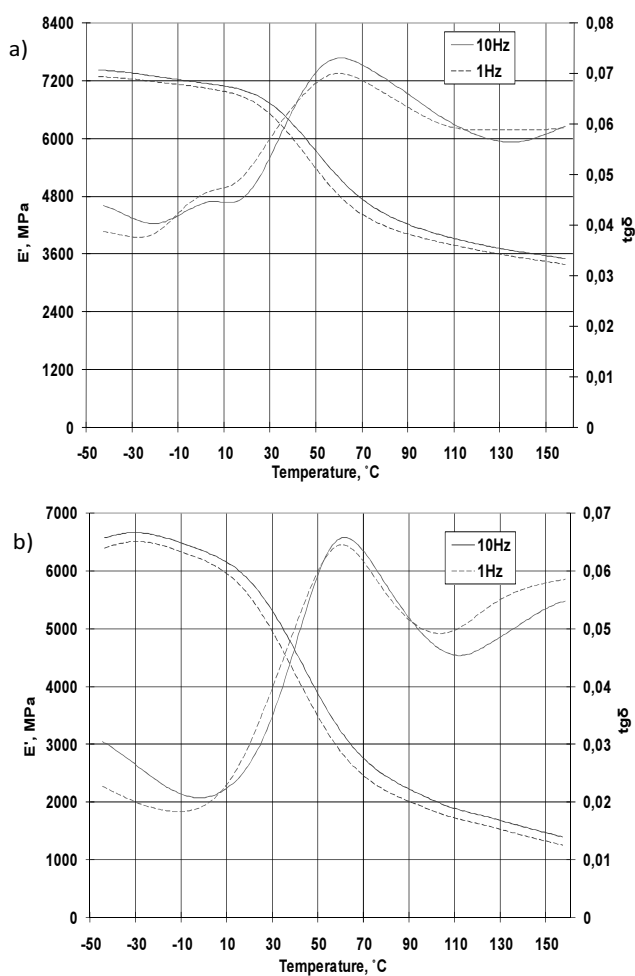 a)
8400
7200
6000
4800
3600
2400
1200
0
E', MPa
0,08
0,07
0,06
0,05
0,04
0,03
0,02
0,01
0
tgδ
10Hz
1Hz
-50 -30 -10 10 30 50 70 90 110 130 150
Temperature, ˚C
b)
7000
6000
5000
4000
3000
2000
1000
0
E', MPa
0,07
0,06
0,05
0,04
0,03
0,02
0,01
0
tgδ
10Hz
1Hz
-50 -30 -10 10 30 50 70 90 110 130 150
Temperature, ˚C